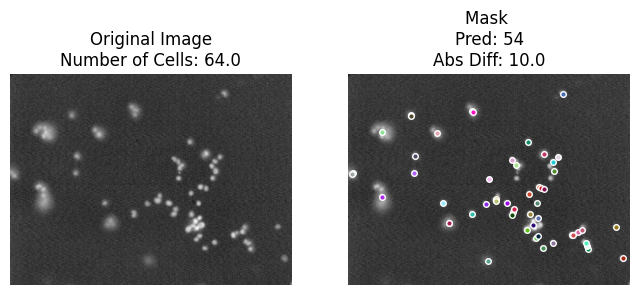 Original Image
Number of Cells: 64.0
Mask
Pred: 54
Abs Diff: 10.0